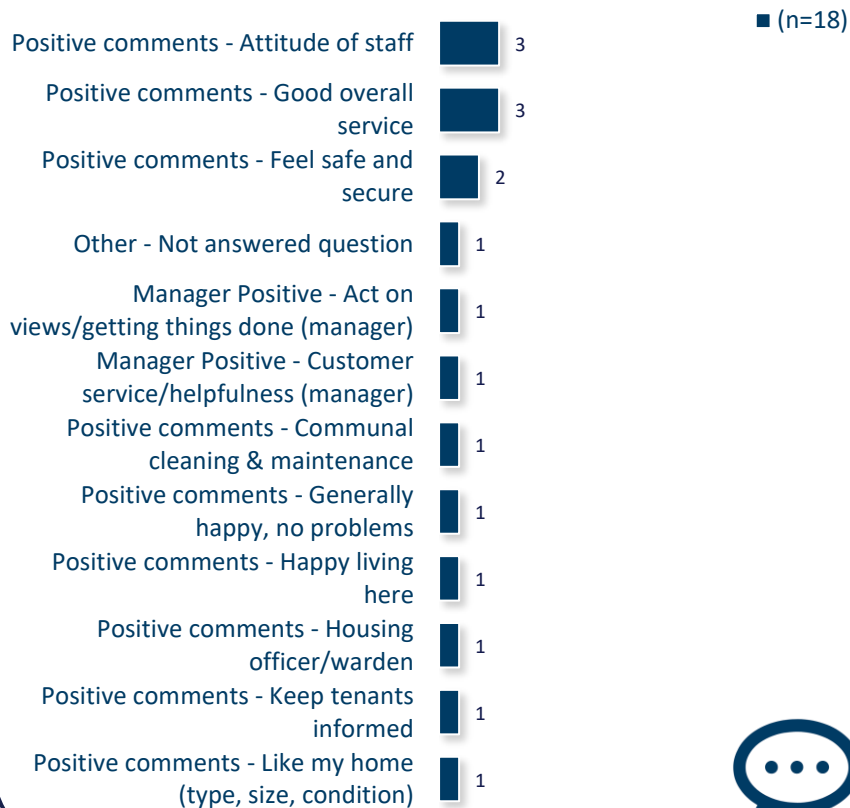 ■ (n=18)
Positive comments - Attitude of staff 3
Positive comments - Good overall
service 3
Positive comments - Feel safe and
secure 2
Other - Not answered question 1
Manager Positive - Act on
views/getting things done (manager) 1
Manager Positive - Customer
service/helpfulness (manager) 1
Positive comments - Communal
cleaning & maintenance 1
Positive comments - Generally
happy, no problems 1
Positive comments - Happy living
here 1
Positive comments - Housing
officer/warden 1
Positive comments - Keep tenants
informed 1
Positive comments - Like my home
(type, size, condition) 1